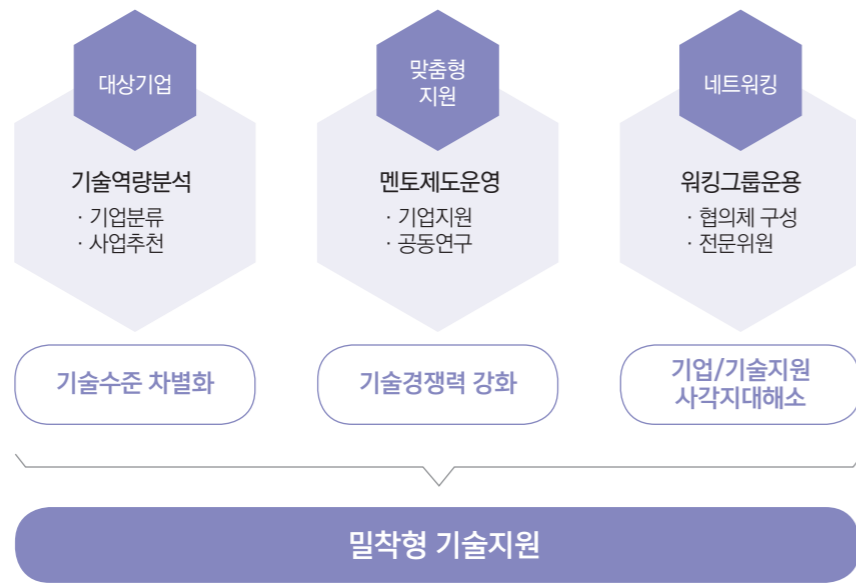 대상기업
기술역량분석
· 기업분류
· 사업추천
기술수준 차별화
맞춤형
지원
멘토제도운영
· 기업지원
· 공동연구
기술경쟁력 강화
네트워킹
워킹그룹운용
· 협의체 구성
· 전문위원
기업/기술지원
사각지대해소
밀착형 기술지원